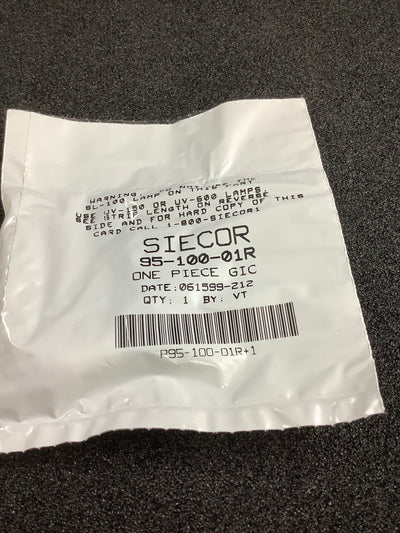 WARNING
SL-100 LAMP ON THIS PART
UV-150 OR UV-600 LAMPS
SEE STRIP LENGTH ON REVERSE
SIDE AND FOR HARD COPY OF THIS
CARD CALL 1-800-SIECOR1
SIECOR
95-100-01R
ONE PIECE GIC
DATE:061599-212
QTY: 1 BY: VT
P95-100-01R+1